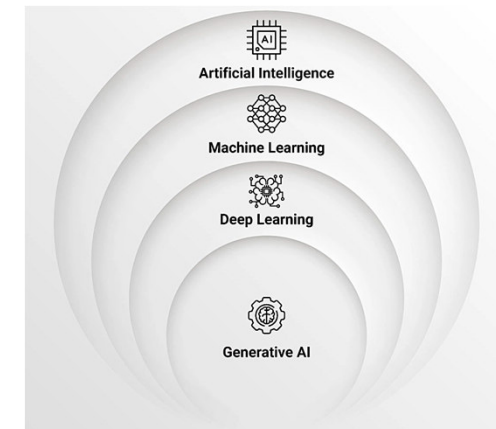 AI
Artificial Intelligence
Machine Learning
Deep Learning
Generative AI